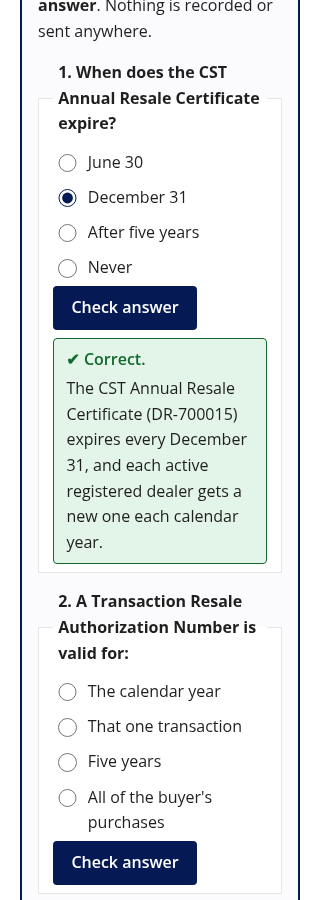 answer. Nothing is recorded or
sent anywhere.
1. When does the CST
Annual Resale Certificate
expire?
June 30
December 31
After five years
Never
Check answer
✔ Correct.
The CST Annual Resale
Certificate (DR-700015)
expires every December
31, and each active
registered dealer gets a
new one each calendar
year.
2. A Transaction Resale
Authorization Number is
valid for:
The calendar year
That one transaction
Five years
All of the buyer's
purchases
Check answer